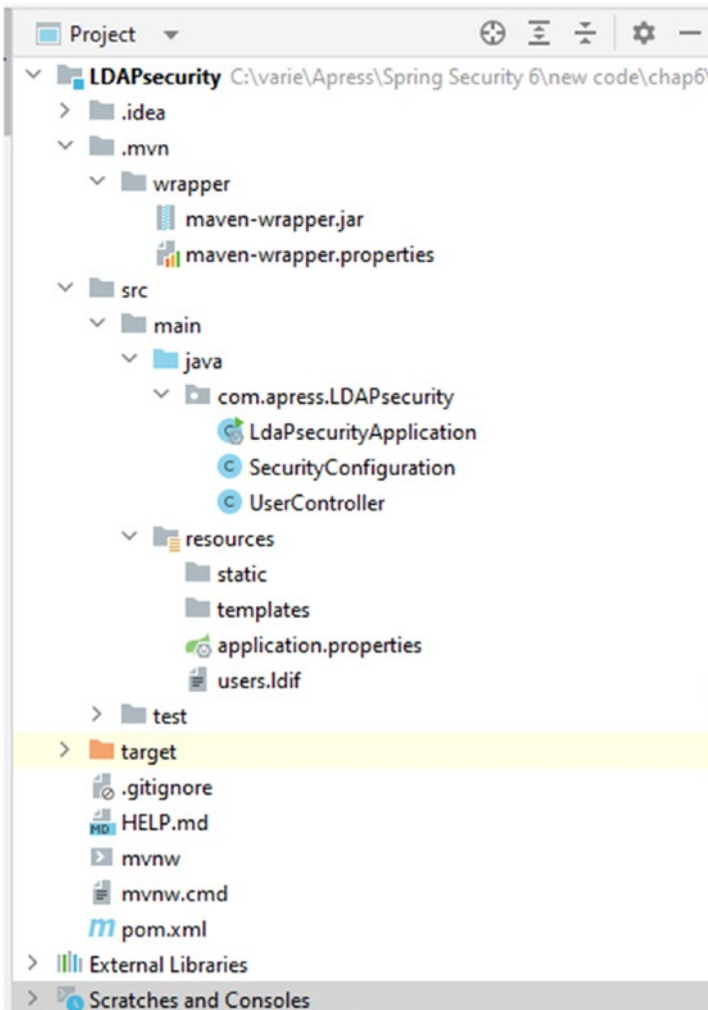 Project
LDAPsecurity C:\varie\Apress\Spring Security 6\new code\chap6\
.idea
.mvn
wrapper
maven-wrapper.jar
maven-wrapper.properties
src
main
java
com.apress.LDAPsecurity
LdaPsecurityApplication
SecurityConfiguration
UserController
resources
static
templates
application.properties
users.ldif
test
target
.gitignore
MD HELP.md
mvnw
mvnw.cmd
m pom.xml
External Libraries
Scratches and Consoles